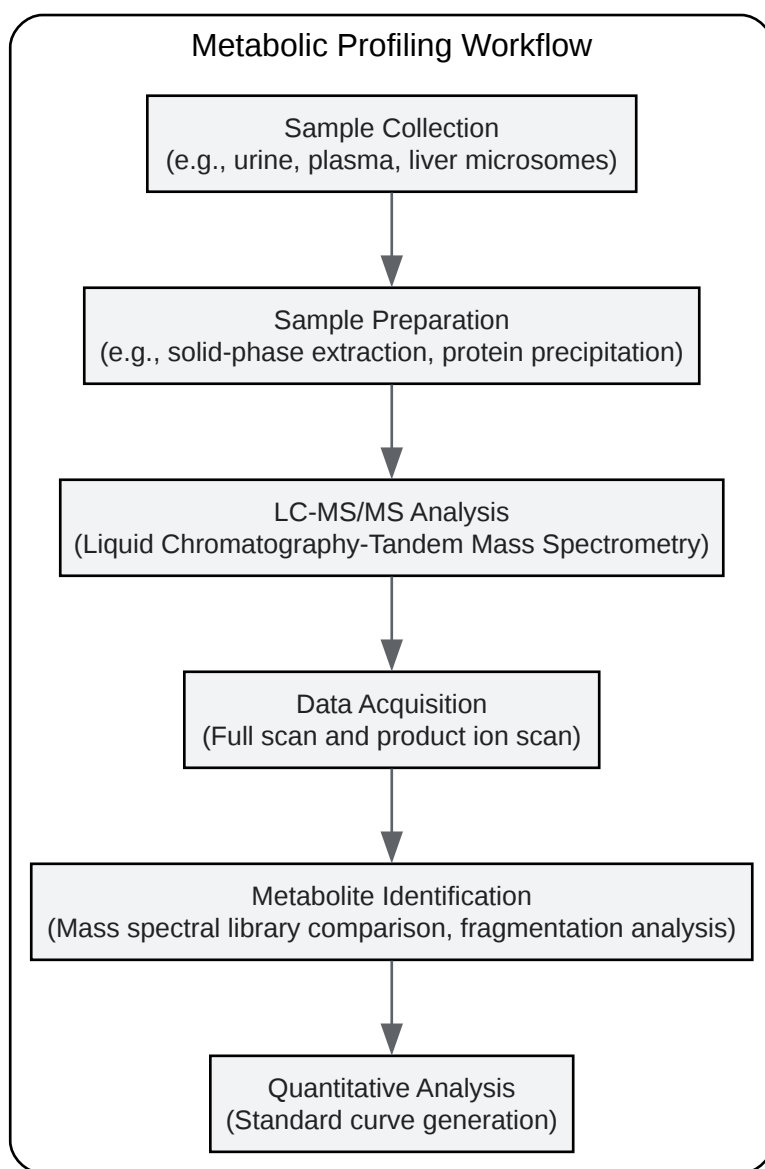 Metabolic Profiling Workflow
Sample Collection
(e.g., urine, plasma, liver microsomes)
Sample Preparation
(e.g., solid-phase extraction, protein precipitation)
LC-MS/MS Analysis
(Liquid Chromatography-Tandem Mass Spectrometry)
Data Acquisition
(Full scan and product ion scan)
Metabolite Identification
(Mass spectral library comparison, fragmentation analysis)
Quantitative Analysis
(Standard curve generation)